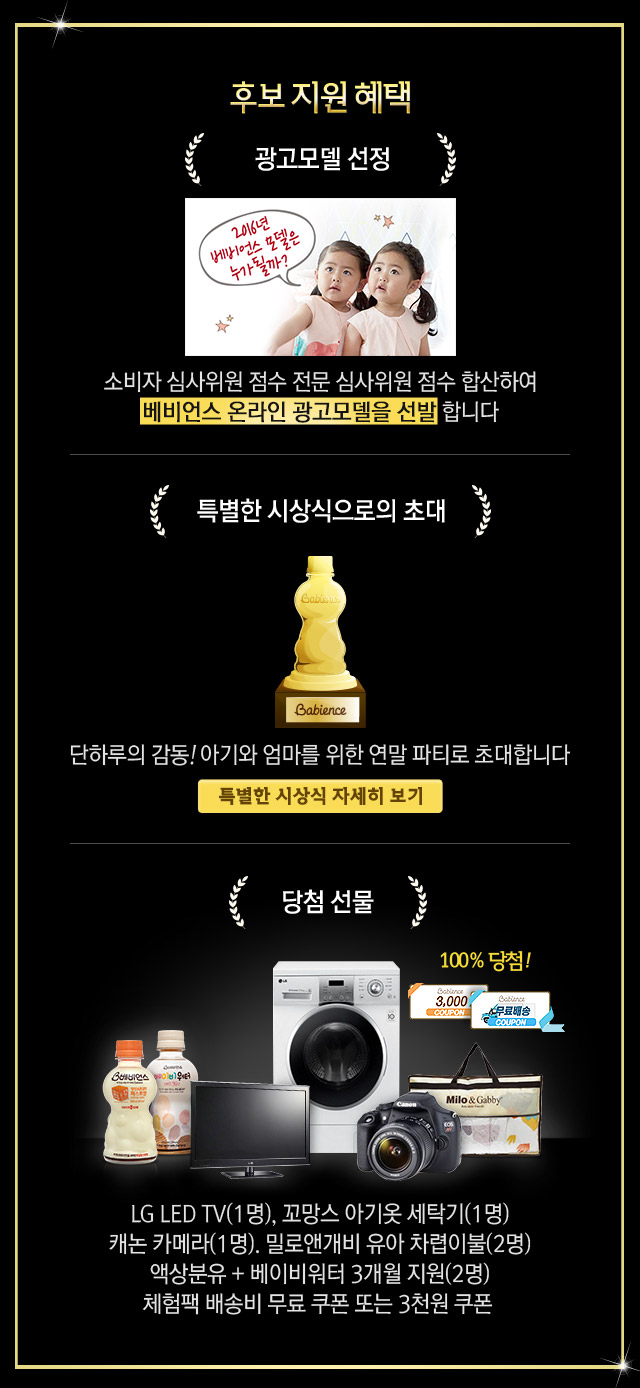 후보 지원 혜택
광고모델 선정
2016년
베비언스 모델은
누가될까?
소비자 심사위원 점수 전문 심사위원 점수 합산하여
베비언스 온라인 광고모델을 선발 합니다
특별한 시상식으로의 초대
Babience
Babience
단하루의 감동! 아기와 엄마를 위한 연말 파티로 초대합니다
특별한 시상식 자세히 보기
당첨 선물
100% 당첨!
Babience
3,000
COUPON
Babience
무료배송
COUPON
LG
베비언스
베이비워터
Milo & Gabby
Canon
EOS
LG LED TV(1명), 꼬망스 아기옷 세탁기(1명)
캐논 카메라(1명). 밀로앤개비 유아 차렵이불(2명)
액상분유 + 베이비워터 3개월 지원(2명)
체험팩 배송비 무료 쿠폰 또는 3천원 쿠폰